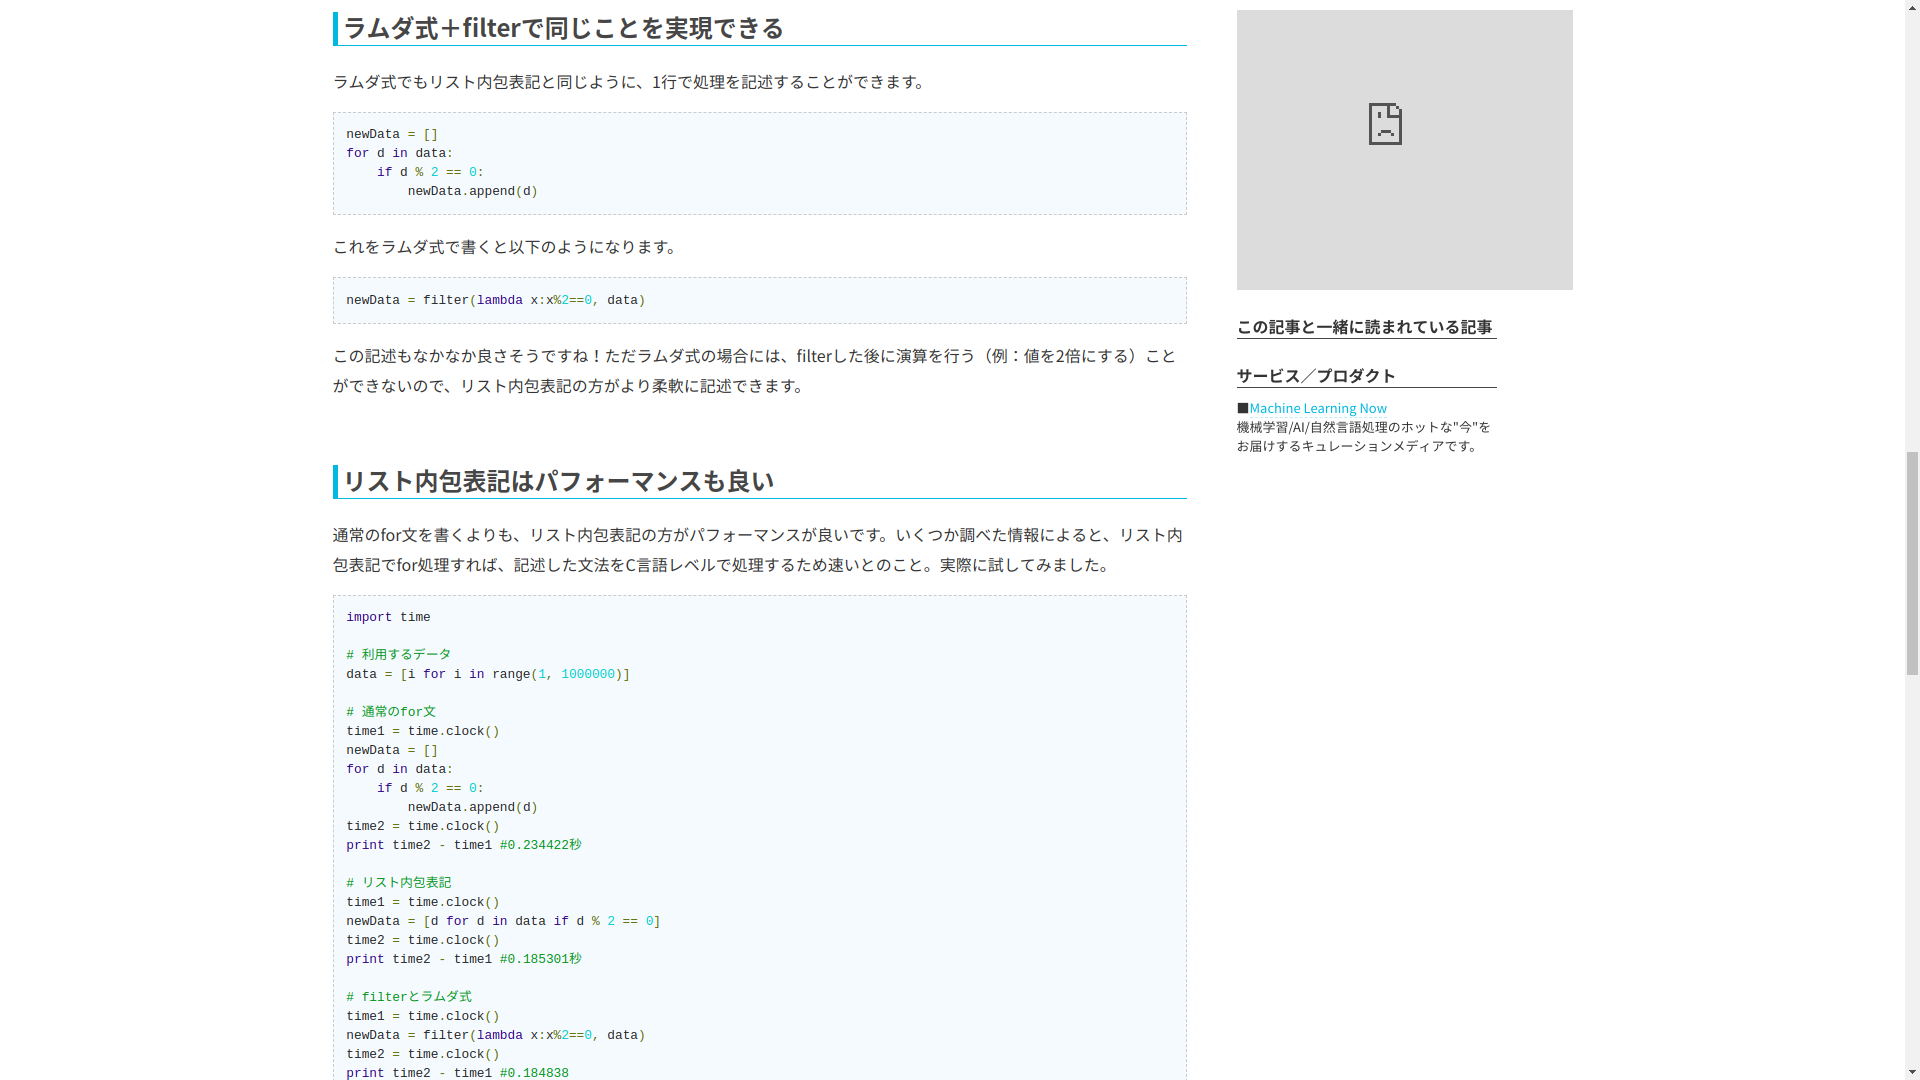 ラムダ式＋filterで同じことを実現できる
ラムダ式でもリスト内包表記と同じように、1行で処理を記述することができます。
newData = []
for d in data:
    if d % 2 == 0:
        newData.append(d)
これをラムダ式で書くと以下のようになります。
newData = filter(lambda x:x%2==0, data)
この記述もなかなか良さそうですね！ただラムダ式の場合には、filterした後に演算を行う（例：値を2倍にする）こと
ができないので、リスト内包表記の方がより柔軟に記述できます。
リスト内包表記はパフォーマンスも良い
通常のfor文を書くよりも、リスト内包表記の方がパフォーマンスが良いです。いくつか調べた情報によると、リスト内
包表記でfor処理すれば、記述した文法をC言語レベルで処理するため速いとのこと。実際に試してみました。
import time
# 利用するデータ
data = [i for i in range(1, 1000000)]
# 通常のfor文
time1 = time.clock()
newData = []
for d in data:
    if d % 2 == 0:
        newData.append(d)
time2 = time.clock()
print time2 - time1 #0.234422秒
# リスト内包表記
time1 = time.clock()
newData = [d for d in data if d % 2 == 0]
time2 = time.clock()
print time2 - time1 #0.185301秒
# filterとラムダ式
time1 = time.clock()
newData = filter(lambda x:x%2==0, data)
time2 = time.clock()
print time2 - time1 #0.184838
この記事と一緒に読まれている記事
サービス／プロダクト
■Machine Learning Now
機械学習/AI/自然言語処理のホットな"今"を
お届けするキュレーションメディアです。